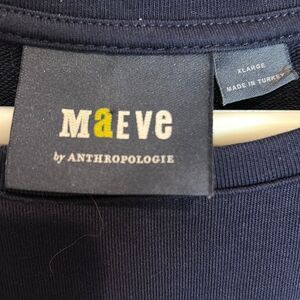 MaEve
by ANTHROPOLOGIE
XLARGE
MADE IN TURKEY